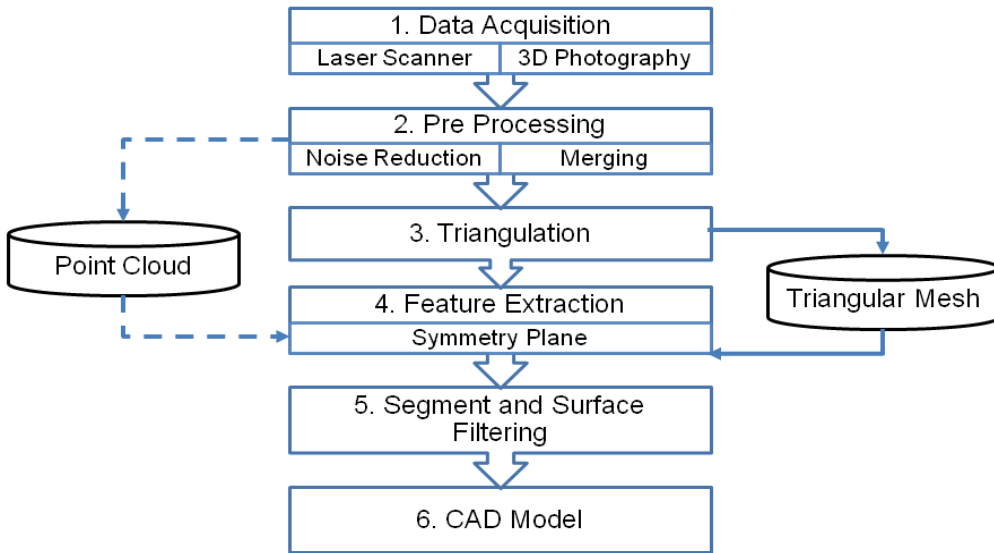 1. Data Acquisition
Laser Scanner
3D Photography
2. Pre Processing
Noise Reduction
Merging
3. Triangulation
Point Cloud
Triangular Mesh
4. Feature Extraction
Symmetry Plane
5. Segment and Surface
Filtering
6. CAD Model